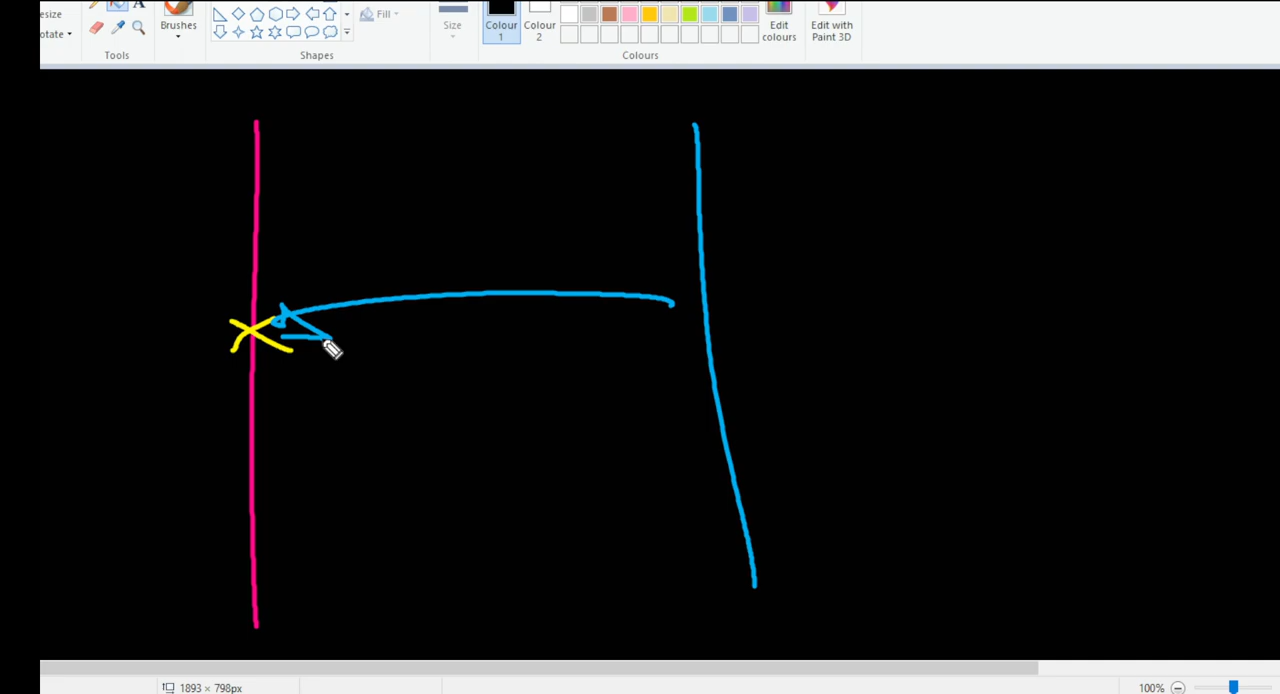 esize
otate
Tools
Brushes
Fill
Shapes
Size
Colour
1
Colour
2
Edit
colours
Edit with
Paint 3D
Colours
1893 × 798px
100%